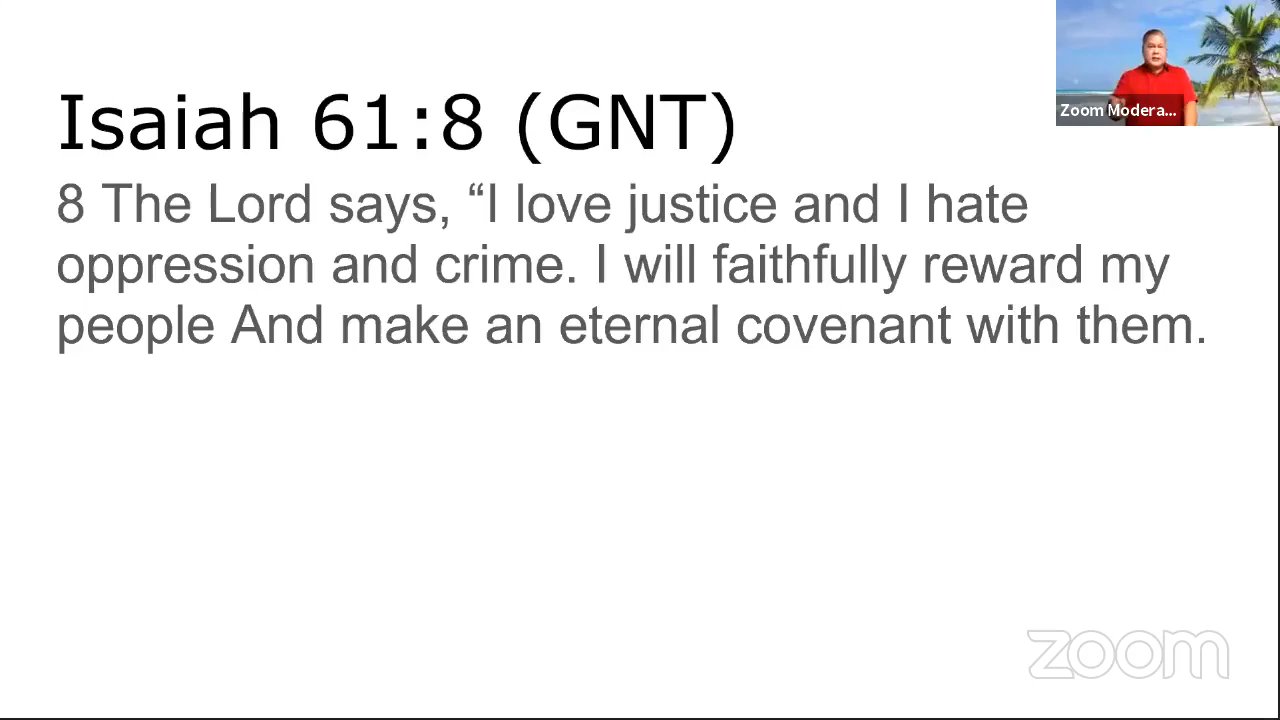 Isaiah 61:8 (GNT)
8 The Lord says, “I love justice and I hate
oppression and crime. I will faithfully reward my
people And make an eternal covenant with them.
Zoom Modera...
zoom